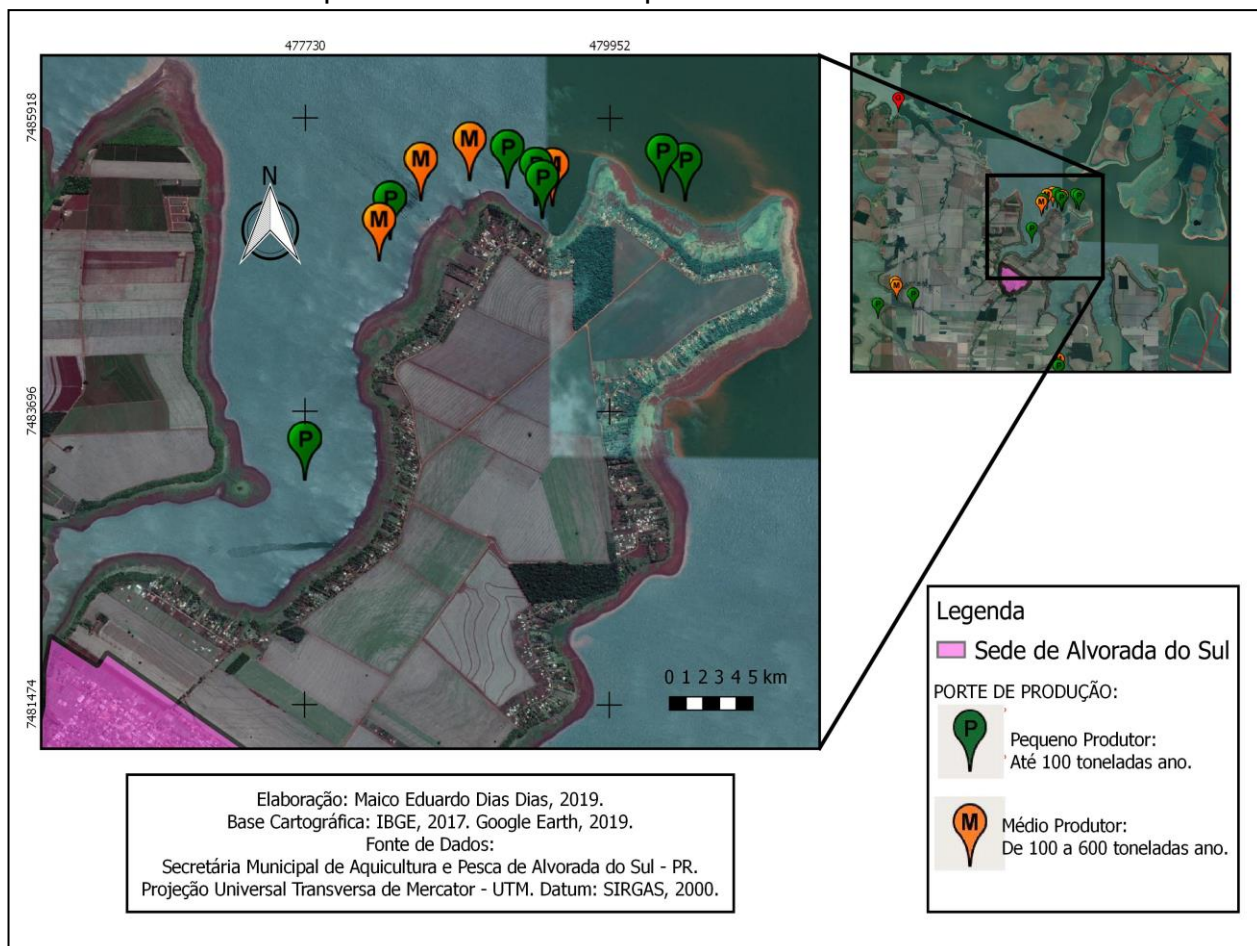 477730
479952
7485918
7483696
7481474
N
M
M
P
P
M
P
M
P
P
P
P
P
M
P
P
M
P
0 1 2 3 4 5 km
Elaboração: Maico Eduardo Dias Dias, 2019.
Base Cartográfica: IBGE, 2017. Google Earth, 2019.
Fonte de Dados:
Secretária Municipal de Aquicultura e Pesca de Alvorada do Sul - PR.
Projeção Universal Transversa de Mercator - UTM. Datum: SIRGAS, 2000.
Legenda
Sede de Alvorada do Sul
PORTE DE PRODUÇÃO:
P
Pequeno Produtor:
Até 100 toneladas ano.
M
Médio Produtor:
De 100 a 600 toneladas ano.